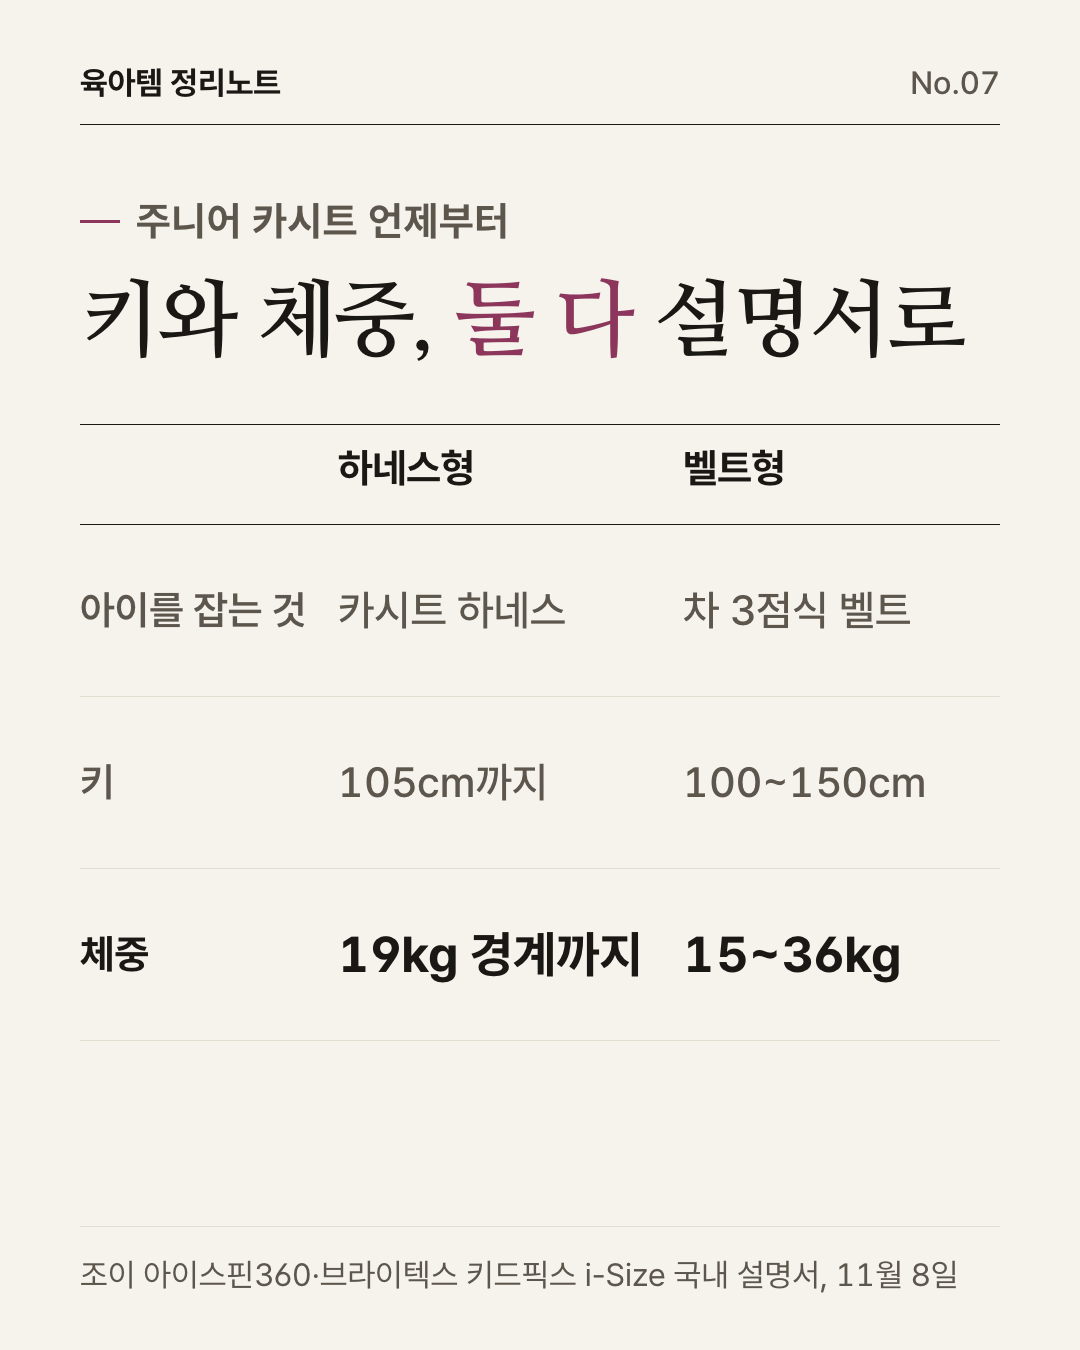 육아템 정리노트 No.07
주니어 카시트 언제부터
키와 체중, 둘 다 설명서로
하네스형 벨트형
아이를 잡는 것 카시트 하네스 차 3점식 벨트
키 105cm까지 100~150cm
체중 19kg 경계까지 15~36kg
조이 아이스핀360·브라이텍스 키드픽스 i-Size 국내 설명서, 11월 8일